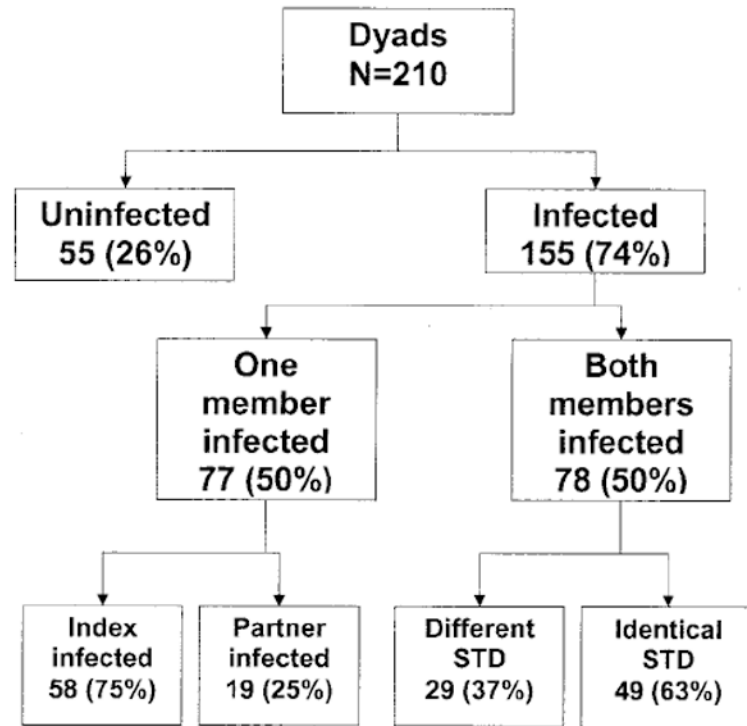 Dyads
N=210
Uninfected
55 (26%)
Infected
155 (74%)
One
member
infected
77 (50%)
Both
members
infected
78 (50%)
Index
infected
58 (75%)
Partner
infected
19 (25%)
Different
STD
29 (37%)
Identical
STD
49 (63%)